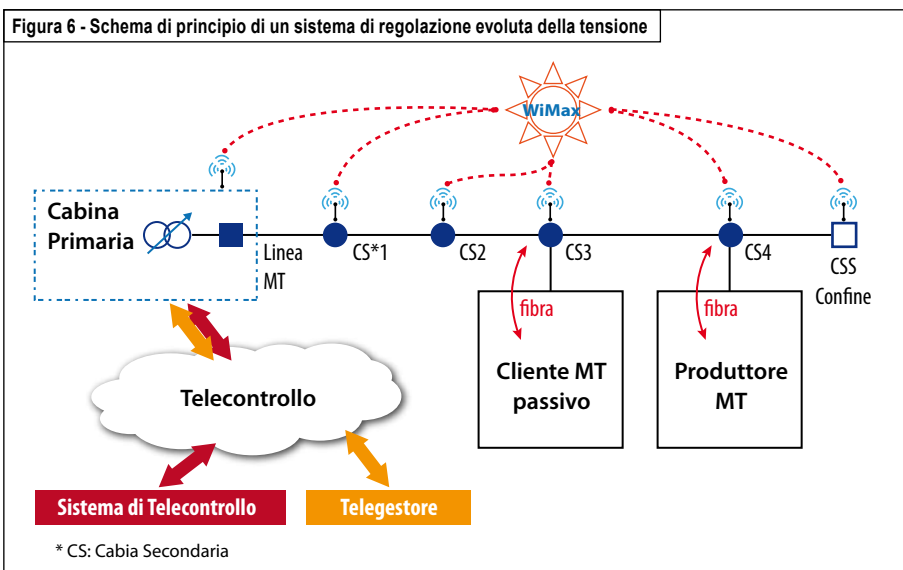 Figura 6 - Schema di principio di un sistema di regolazione evoluta della tensione
WiMax
Cabina
Primaria
Linea
MT
CS*1
CS2
CS3
CS4
CSS
Confine
fibra
fibra
Cliente MT
passivo
Produttore
MT
Telecontrollo
Sistema di Telecontrollo
Telegestore
* CS: Cabia Secondaria